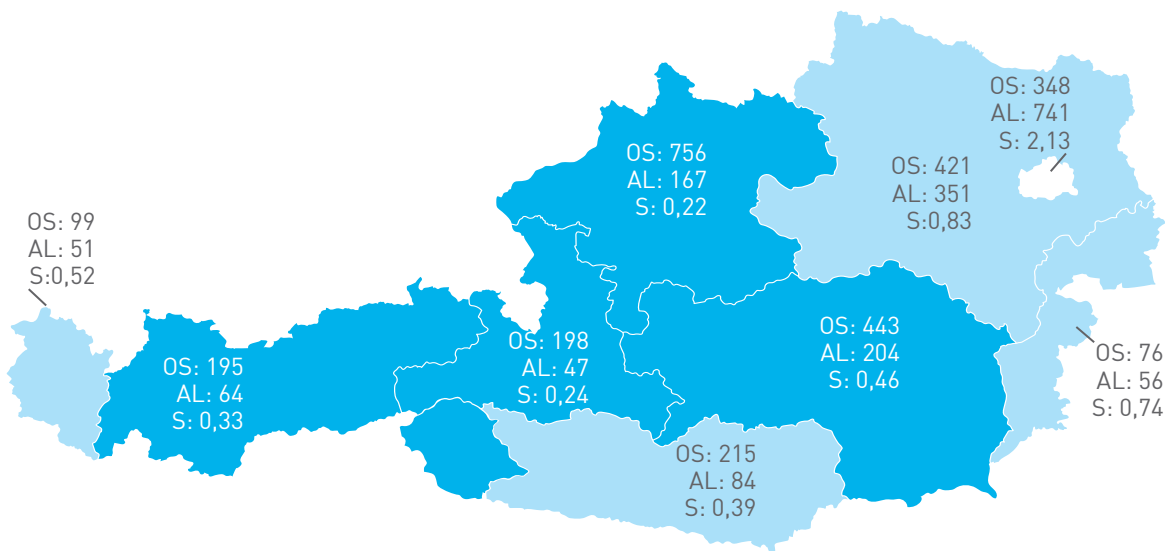 OS: 348
AL: 741
S: 2,13
OS: 756
AL: 167
S: 0,22
OS: 421
AL: 351
S:0,83
OS: 99
AL: 51
S:0,52
OS: 195
AL: 64
S: 0,33
OS: 198
AL: 47
S: 0,24
OS: 443
AL: 204
S: 0,46
OS: 76
AL: 56
S: 0,74
OS: 215
AL: 84
S: 0,39